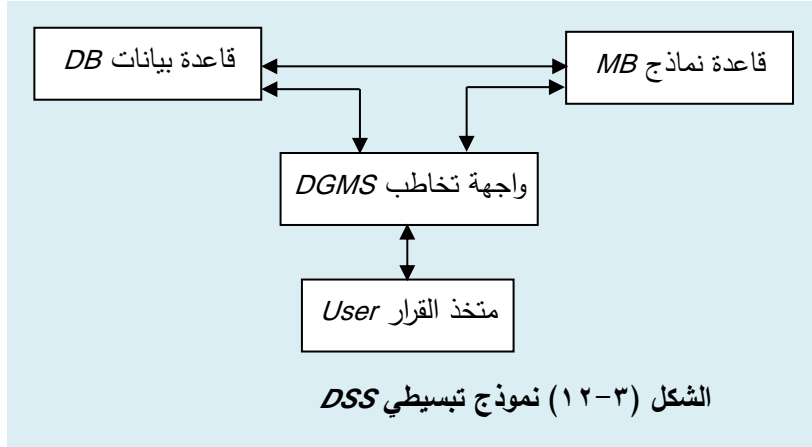 قاعدة بيانات DB
قاعدة نماذج MB
واجهة تخاطب DGMS
متخذ القرار User
الشكل (٣-١٢) نموذج تبسيطي DSS